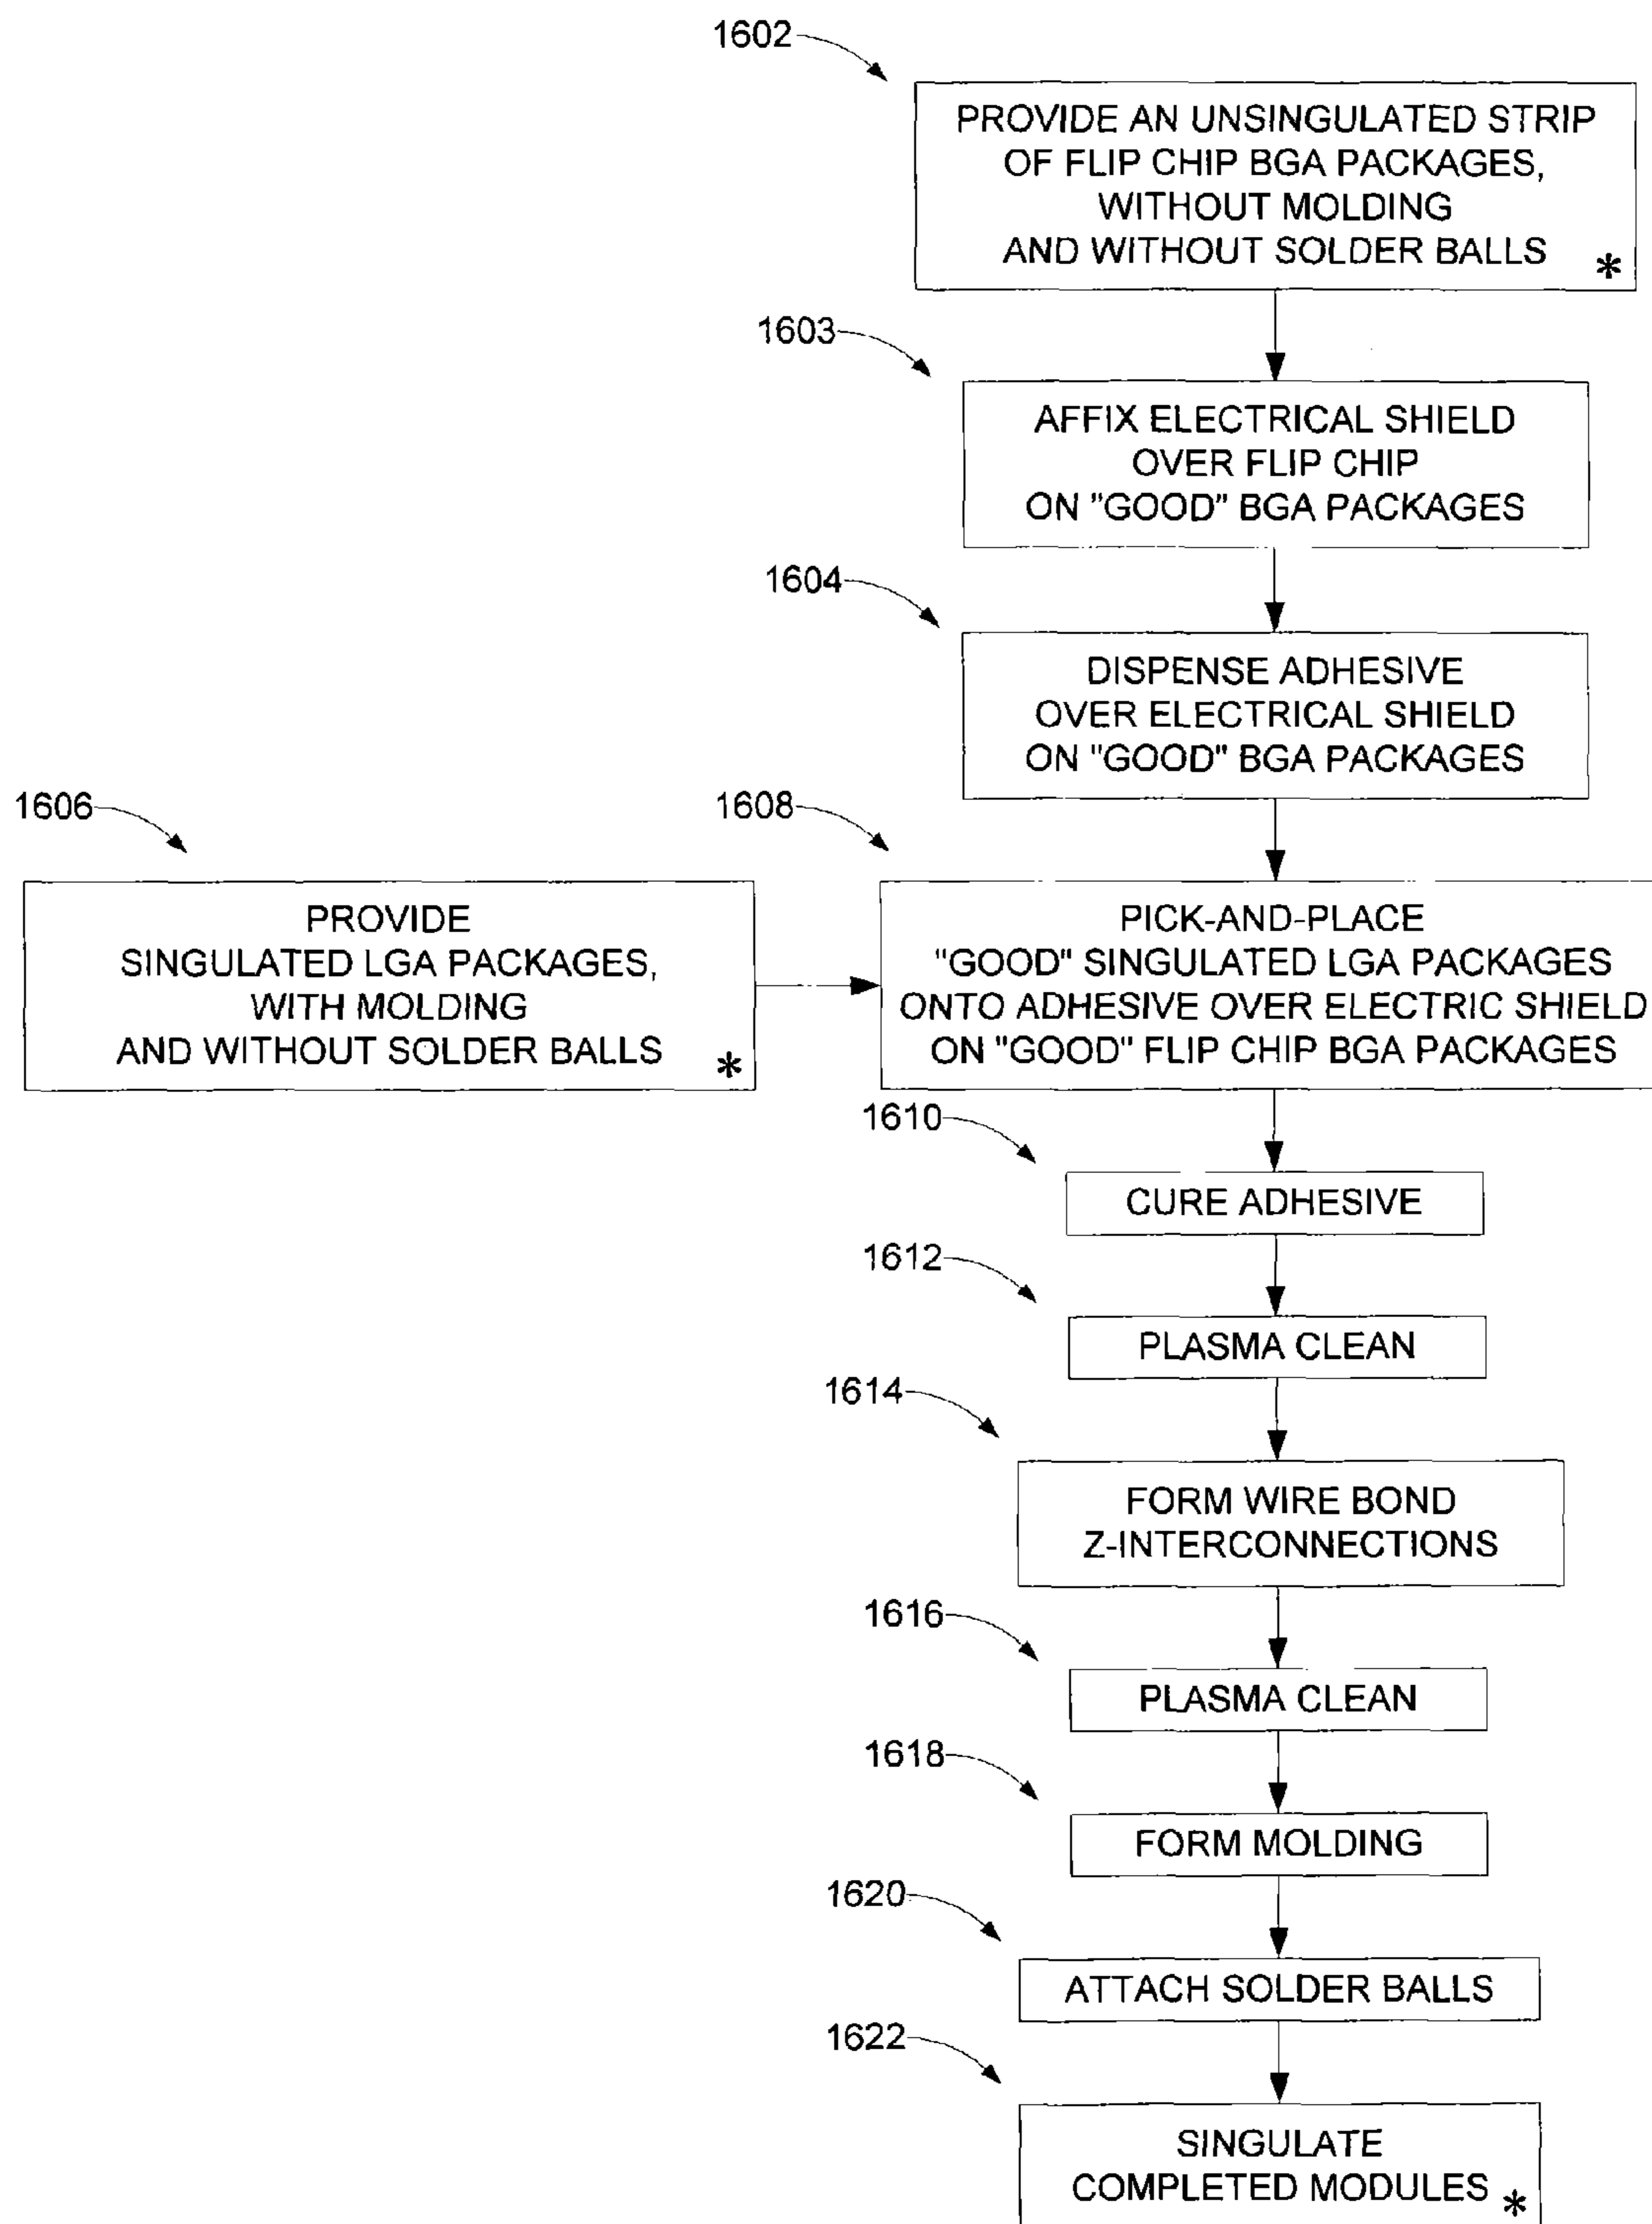 1602
PROVIDE AN UNSINGULATED STRIP
OF FLIP CHIP BGA PACKAGES,
WITHOUT MOLDING
AND WITHOUT SOLDER BALLS *
1603
AFFIX ELECTRICAL SHIELD
OVER FLIP CHIP
ON "GOOD" BGA PACKAGES
1604
DISPENSE ADHESIVE
OVER ELECTRICAL SHIELD
ON "GOOD" BGA PACKAGES
1606
PROVIDE
SINGULATED LGA PACKAGES,
WITH MOLDING
AND WITHOUT SOLDER BALLS *
1608
PICK-AND-PLACE
"GOOD" SINGULATED LGA PACKAGES
ONTO ADHESIVE OVER ELECTRIC SHIELD
ON "GOOD" FLIP CHIP BGA PACKAGES
1610
CURE ADHESIVE
1612
PLASMA CLEAN
1614
FORM WIRE BOND
Z-INTERCONNECTIONS
1616
PLASMA CLEAN
1618
FORM MOLDING
1620
ATTACH SOLDER BALLS
1622
SINGULATE
COMPLETED MODULES *